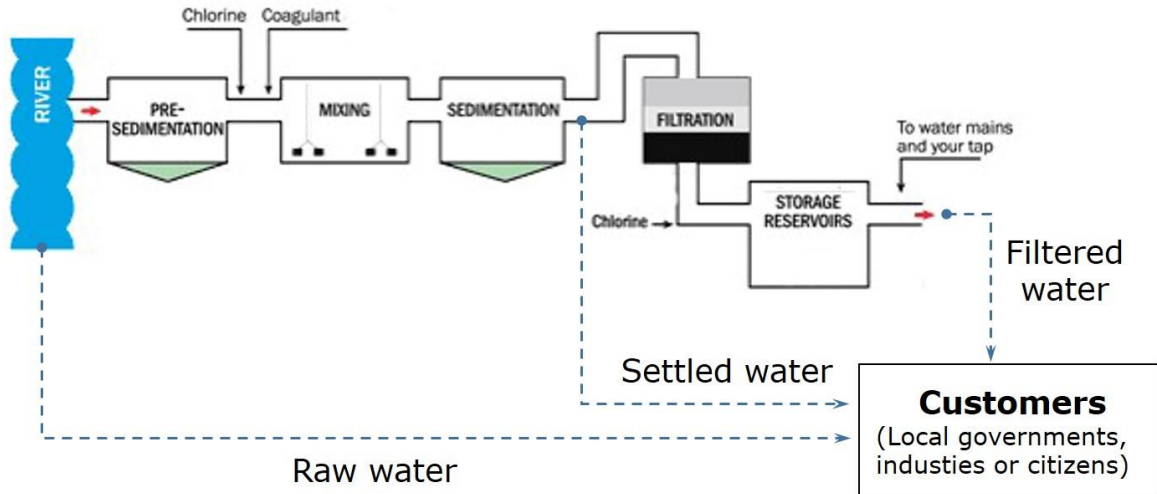 Chlorine
Coagulant
RIVER
PRE-
SEDIMENTATION
MIXING
SEDIMENTATION
FILTRATION
To water mains
and your tap
STORAGE
RESERVOIRS
Chlorine
Filtered
water
Settled water
Customers
(Local governments,
industies or citizens)
Raw water